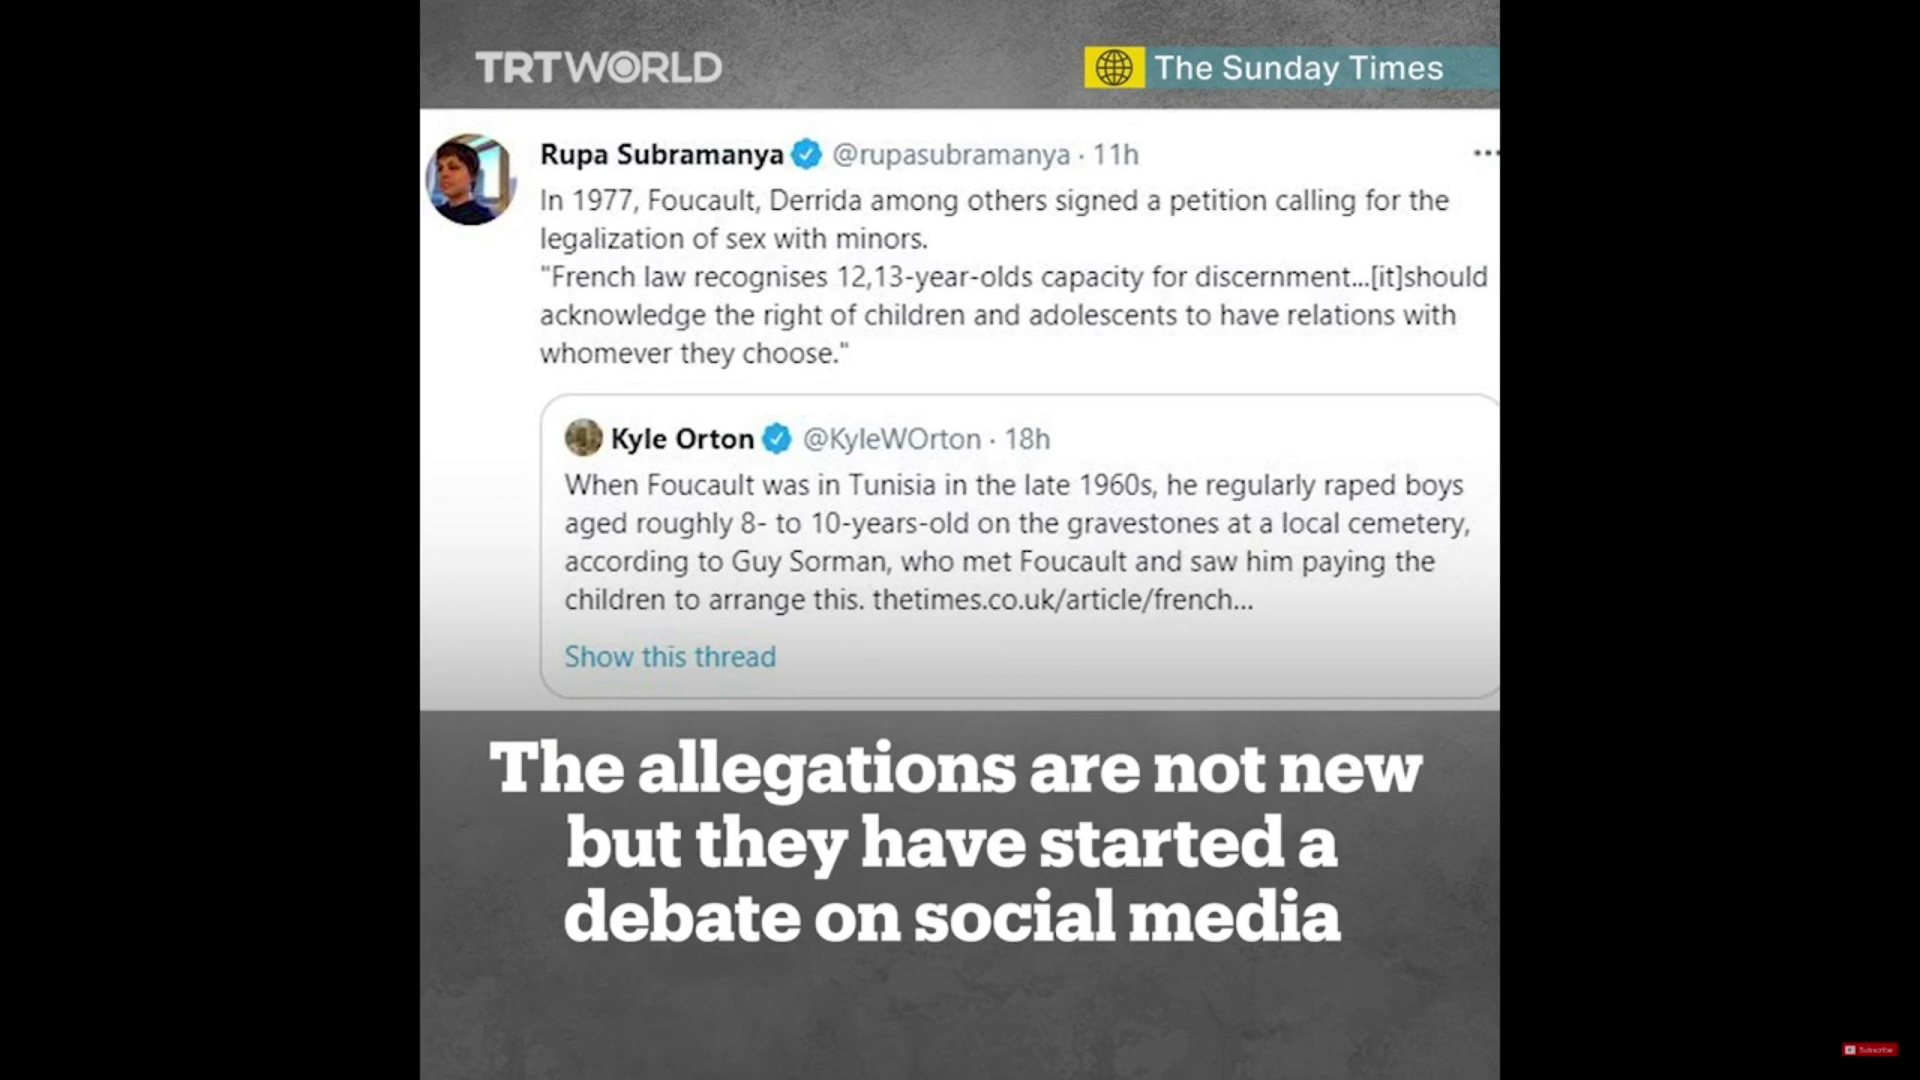 TRT WORLD
The Sunday Times
Rupa Subramanya @rupasubramanya · 11h
In 1977, Foucault, Derrida among others signed a petition calling for the
legalization of sex with minors.
"French law recognises 12,13-year-olds capacity for discernment...[it]should
acknowledge the right of children and adolescents to have relations with
whomever they choose."
Kyle Orton @KyleWOrton · 18h
When Foucault was in Tunisia in the late 1960s, he regularly raped boys
aged roughly 8- to 10-years-old on the gravestones at a local cemetery,
according to Guy Sorman, who met Foucault and saw him paying the
children to arrange this. thetimes.co.uk/article/french...
Show this thread
The allegations are not new
but they have started a
debate on social media
Subscribe